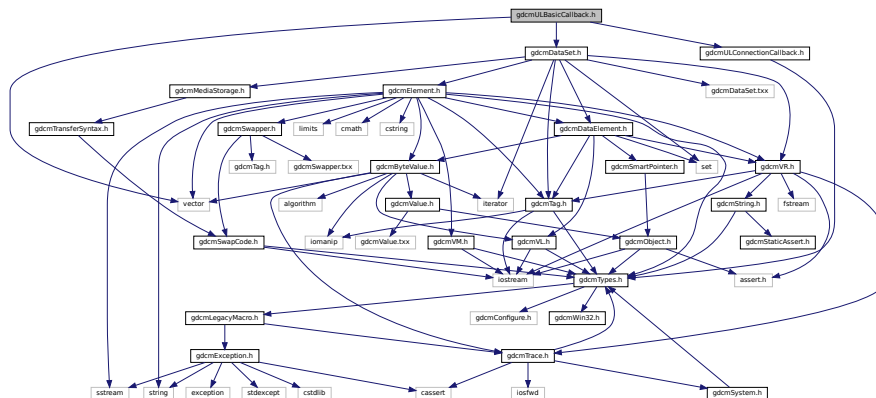 gdcmULBasicCallback.h
gdcmDataSet.h
gdcmULConnectionCallback.h
gdcmMediaStorage.h
gdcmElement.h
gdcmDataSet.txx
gdcmTransferSyntax.h
gdcmSwapper.h
limits
cmath
cstring
gdcmDataElement.h
gdcmTag.h
gdcmSwapper.txx
gdcmByteValue.h
gdcmSmartPointer.h
set
gdcmVR.h
vector
algorithm
gdcmValue.h
iterator
gdcmTag.h
gdcmString.h
fstream
gdcmSwapCode.h
iomanip
gdcmValue.txx
gdcmVM.h
gdcmVL.h
gdcmObject.h
gdcmStaticAssert.h
iostream
gdcmTypes.h
assert.h
gdcmLegacyMacro.h
gdcmConfigure.h
gdcmWin32.h
gdcmException.h
gdcmTrace.h
sstream
string
exception
stdexcept
cstdlib
cassert
iosfwd
gdcmSystem.h